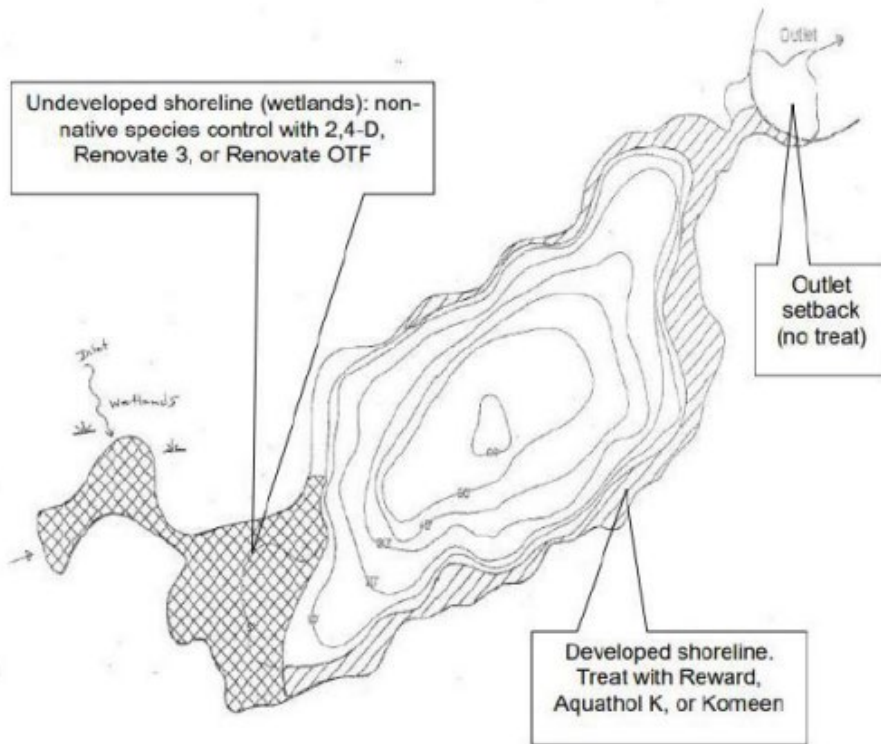 Outlet
Undeveloped shoreline (wetlands): non-
native species control with 2,4-D,
Renovate 3, or Renovate OTF
Outlet
setback
(no treat)
Inlet
Wetlands
Developed shoreline.
Treat with Reward,
Aquathol K, or Komeen